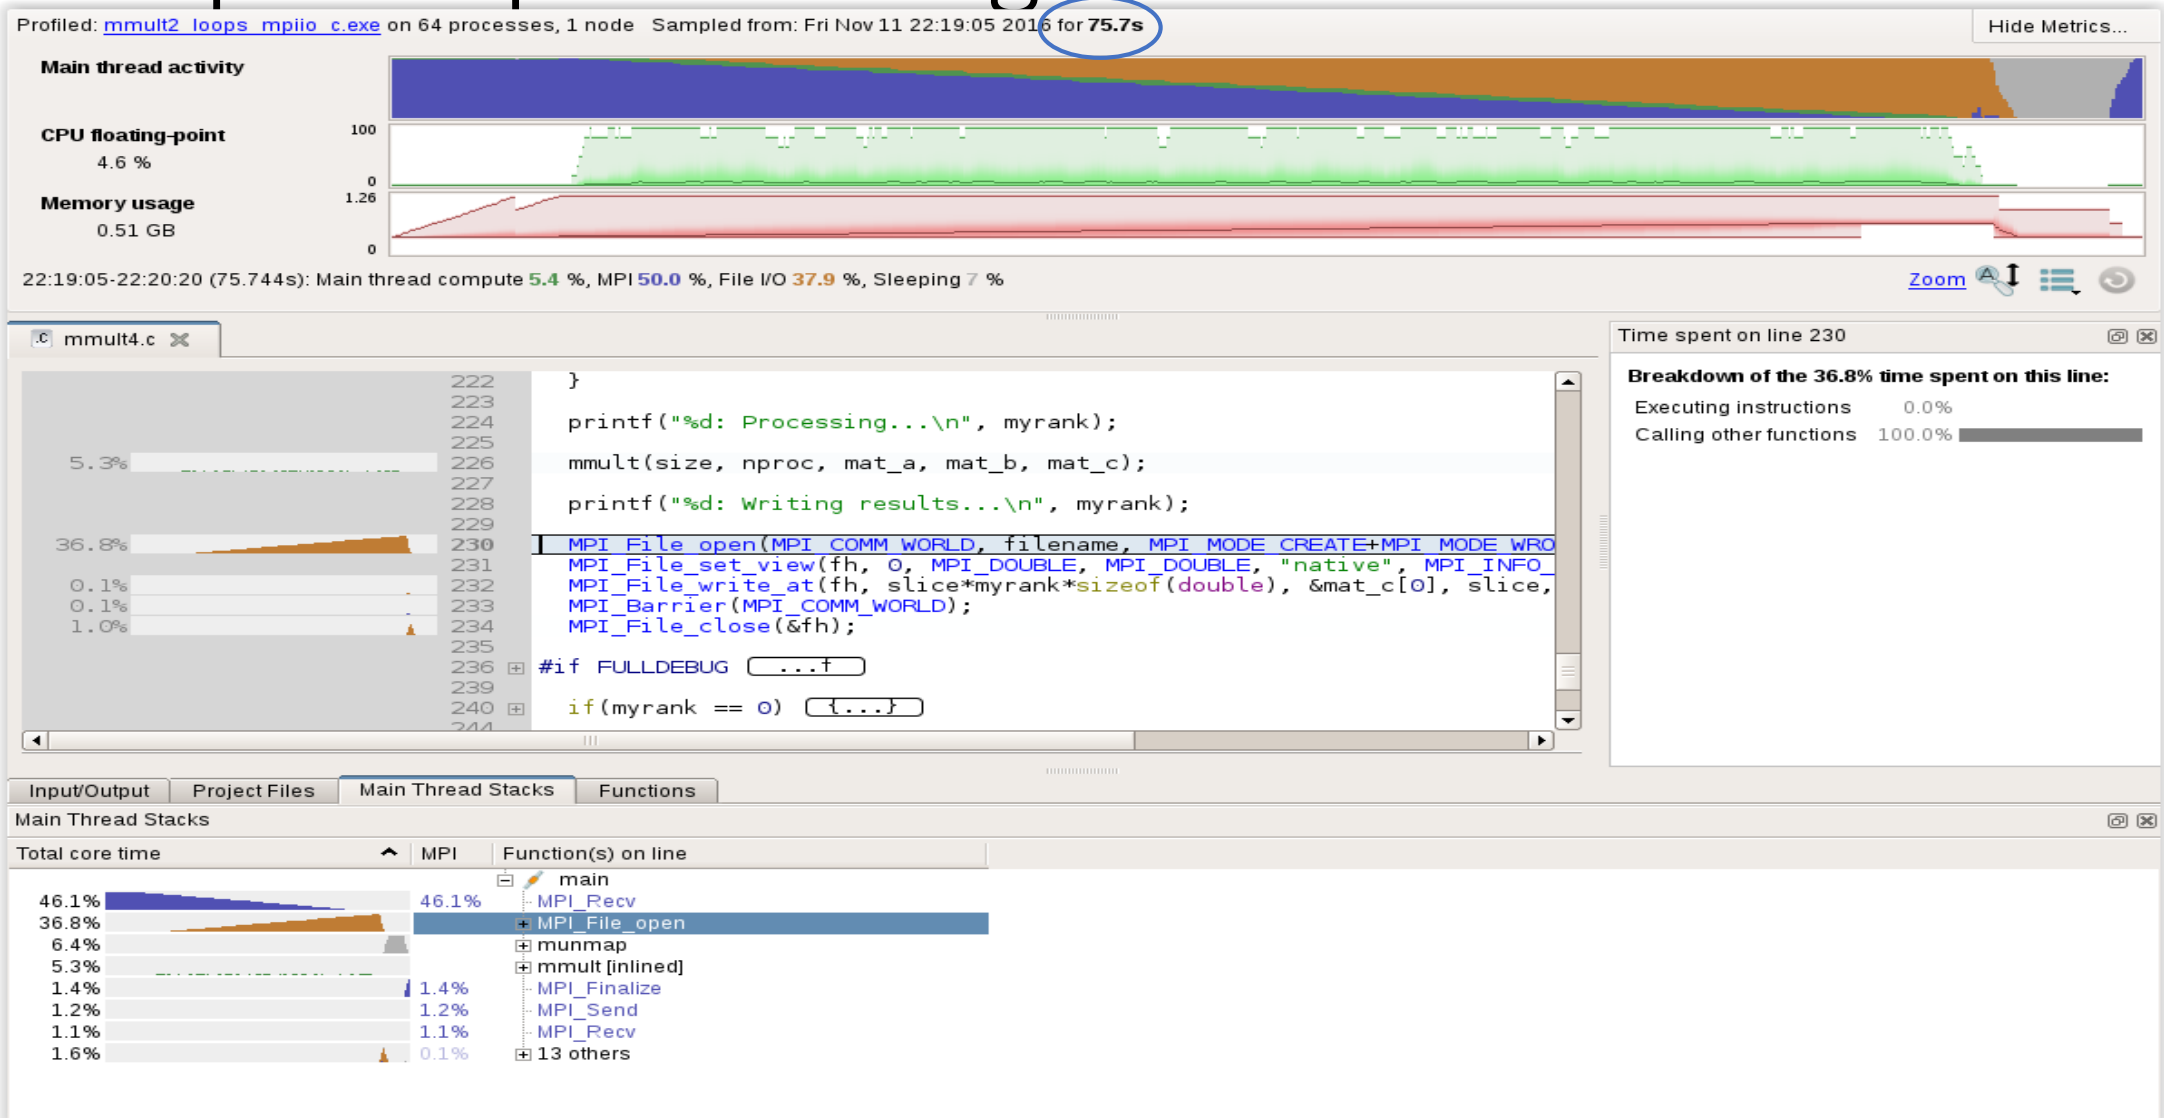 Profiled: mmult2_loops_mpiio_c.exe on 64 processes, 1 node Sampled from: Fri Nov 11 22:19:05 2016 for 75.7s Hide Metrics...
Main thread activity
CPU floating-point 100
4.6 %
0
Memory usage 1.26
0.51 GB
0
22:19:05-22:20:20 (75.744s): Main thread compute 5.4 %, MPI 50.0 %, File I/O 37.9 %, Sleeping 7 % Zoom
mmult4.c
Time spent on line 230
Breakdown of the 36.8% time spent on this line:
Executing instructions 0.0%
Calling other functions 100.0%
222 }
223
224 printf("%d: Processing...\n", myrank);
225
5.3% 226 mmult(size, nproc, mat_a, mat_b, mat_c);
227
228 printf("%d: Writing results...\n", myrank);
229
36.8% 230 MPI_File_open(MPI_COMM_WORLD, filename, MPI_MODE_CREATE+MPI_MODE_WRO
231 MPI_File_set_view(fh, 0, MPI_DOUBLE, MPI_DOUBLE, "native", MPI_INFO_
0.1% 232 MPI_File_write_at(fh, slice*myrank*sizeof(double), &mat_c[0], slice,
0.1% 233 MPI_Barrier(MPI_COMM_WORLD);
1.0% 234 MPI_File_close(&fh);
235
236 #if FULLDEBUG ...f
239
240 if(myrank == 0) {...}
244
Input/Output Project Files Main Thread Stacks Functions
Main Thread Stacks
Total core time MPI Function(s) on line
main
46.1% 46.1% MPI_Recv
36.8% MPI_File_open
6.4% munmap
5.3% mmult [inlined]
1.4% 1.4% MPI_Finalize
1.2% 1.2% MPI_Send
1.1% 1.1% MPI_Recv
1.6% 0.1% 13 others